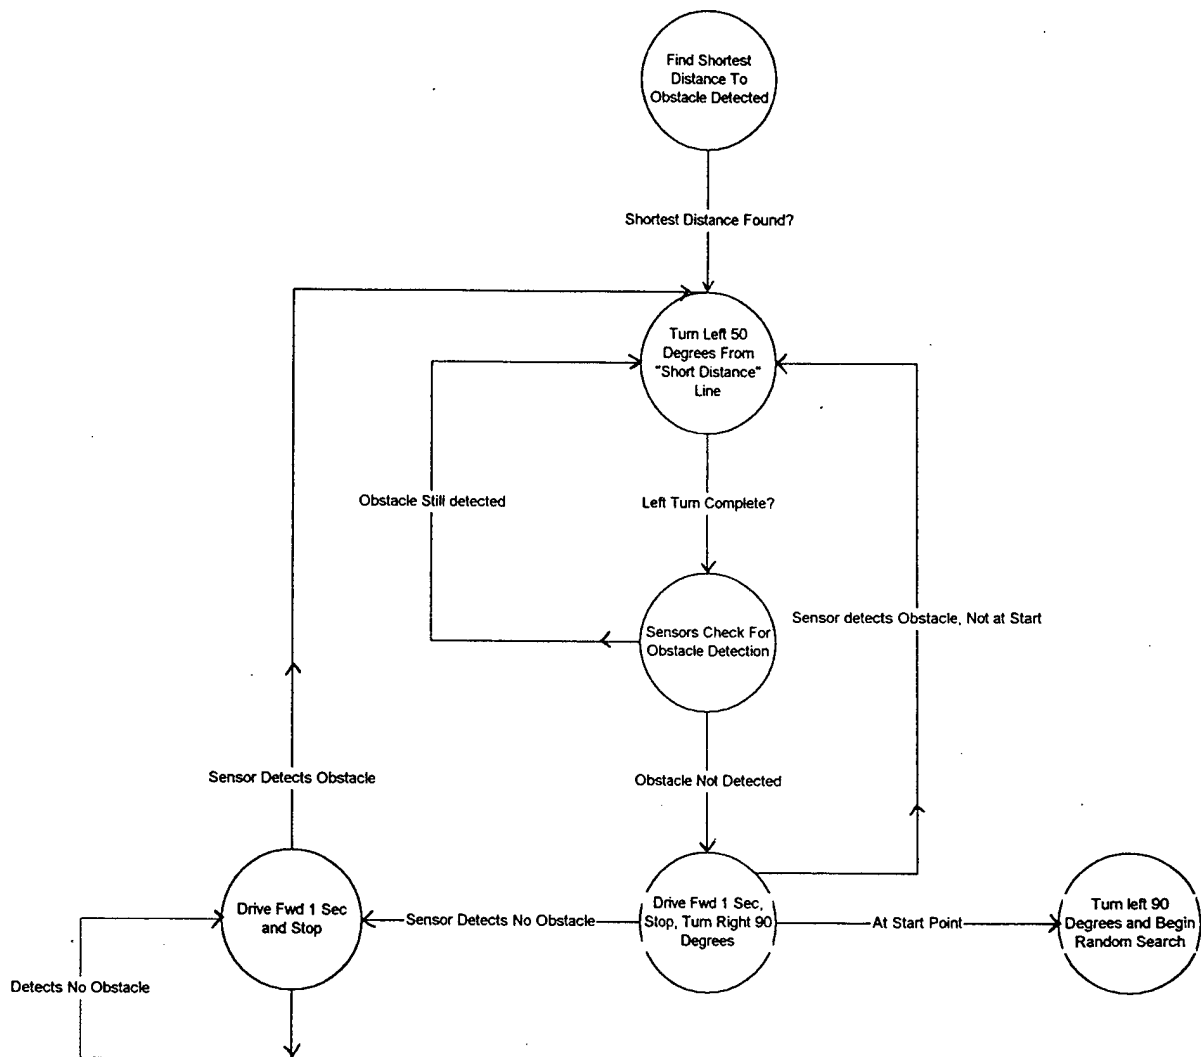 Find Shortest
Distance To
Obstacle Detected
Shortest Distance Found?
Turn Left 50
Degrees From
"Short Distance"
Line
Obstacle Still detected
Left Turn Complete?
Sensors Check For
Obstacle Detection
Sensor detects Obstacle, Not at Start
Sensor Detects Obstacle
Obstacle Not Detected
Drive Fwd 1 Sec
and Stop
Sensor Detects No Obstacle
Drive Fwd 1 Sec,
Stop, Turn Right 90
Degrees
At Start Point
Turn left 90
Degrees and Begin
Random Search
Detects No Obstacle